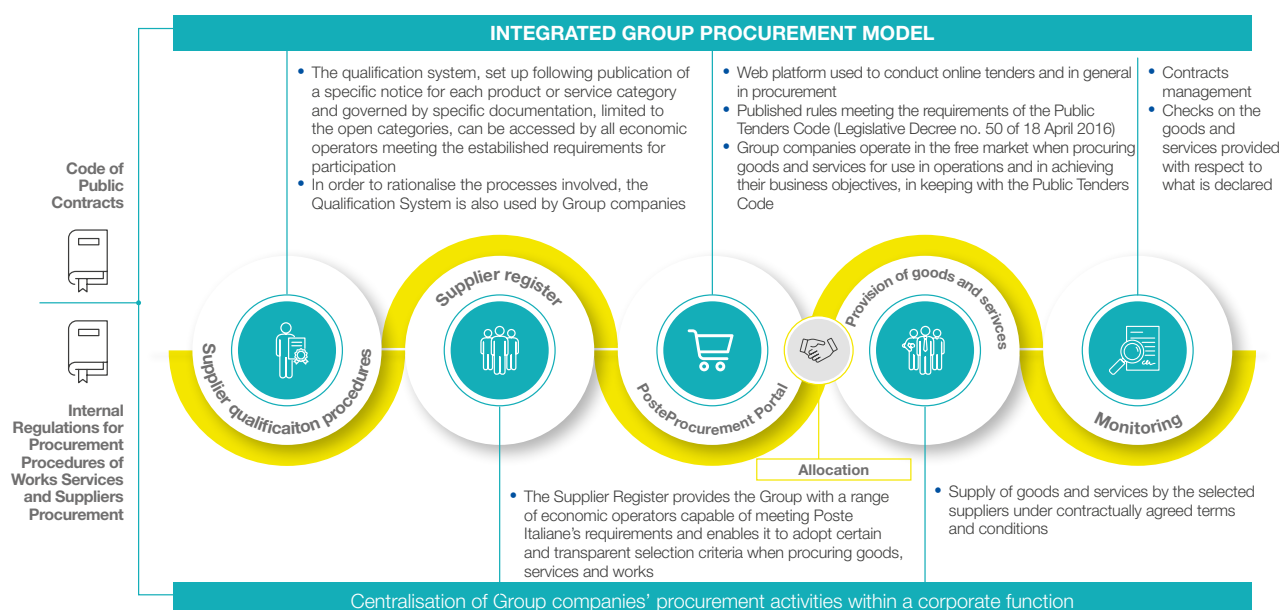 INTEGRATED GROUP PROCUREMENT MODEL
• The qualification system, set up following publication of
a specific notice for each product or service category
and governed by specific documentation, limited to
the open categories, can be accessed by all economic
operators meeting the estabilished requirements for
participation
• In order to rationalise the processes involved, the
Qualification System is also used by Group companies
• Web platform used to conduct online tenders and in general
in procurement
• Published rules meeting the requirements of the Public
Tenders Code (Legislative Decree no. 50 of 18 April 2016)
• Group companies operate in the free market when procuring
goods and services for use in operations and in achieving
their business objectives, in keeping with the Public Tenders
Code
• Contracts
management
• Checks on the
goods and
services provided
with respect to
what is declared
Code of
Public
Contracts
Internal
Regulations for
Procurement
Procedures of
Works Services
and Suppliers
Procurement
Supplier qualificaiton procedures
Supplier register
PosteProcurement Portal
Provision of goods and serivces
Monitoring
Allocation
• The Supplier Register provides the Group with a range
of economic operators capable of meeting Poste
Italiane’s requirements and enables it to adopt certain
and transparent selection criteria when procuring goods,
services and works
• Supply of goods and services by the selected
suppliers under contractually agreed terms
and conditions
Centralisation of Group companies’ procurement activities within a corporate function